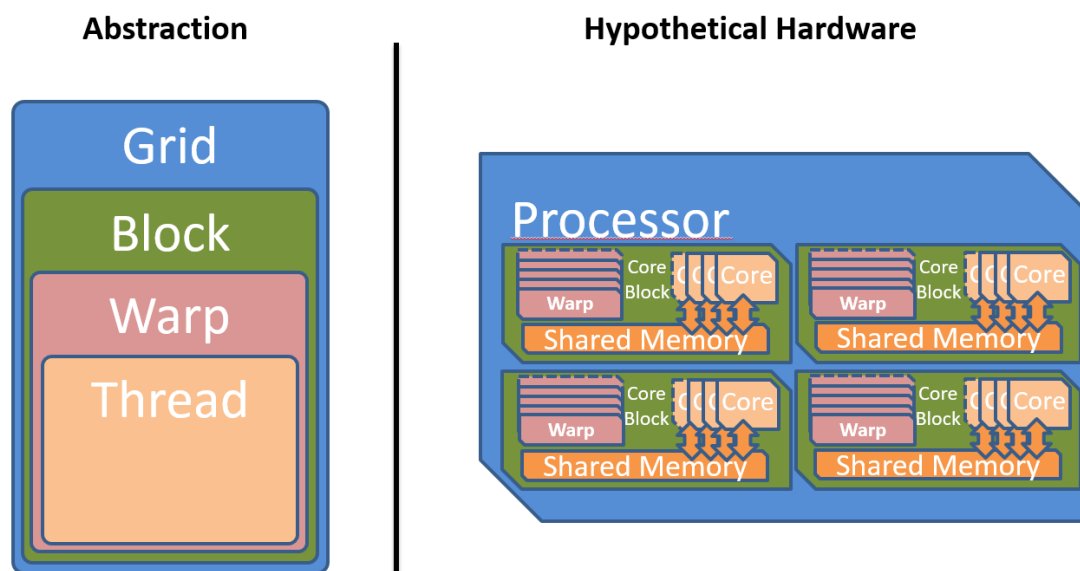 Abstraction
Hypothetical Hardware
Grid
Block
Warp
Thread
Processor
Warp
Core
Block
C
C
C
Core
Shared Memory
Warp
Core
Block
C
C
C
Core
Shared Memory
Warp
Core
Block
C
C
C
Core
Shared Memory
Warp
Core
Block
C
C
C
Core
Shared Memory